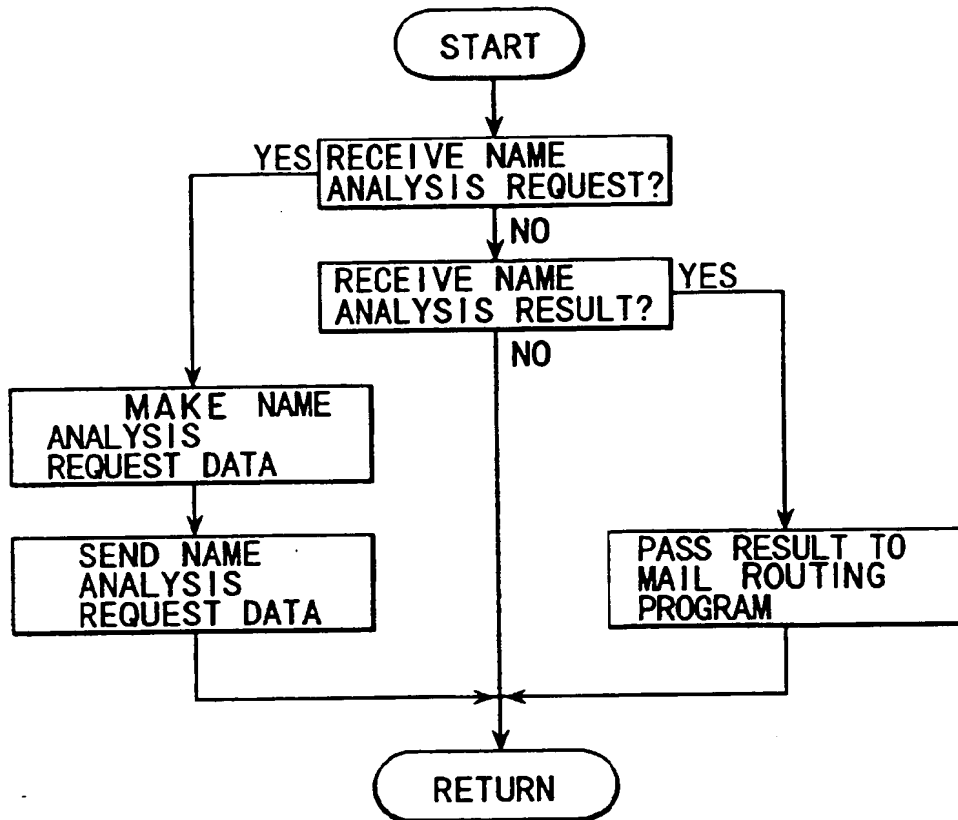 START
YES
RECEIVE NAME
ANALYSIS REQUEST?
NO
RECEIVE NAME
ANALYSIS RESULT?
YES
NO
MAKE NAME
ANALYSIS
REQUEST DATA
SEND NAME
ANALYSIS
REQUEST DATA
PASS RESULT TO
MAIL ROUTING
PROGRAM
RETURN